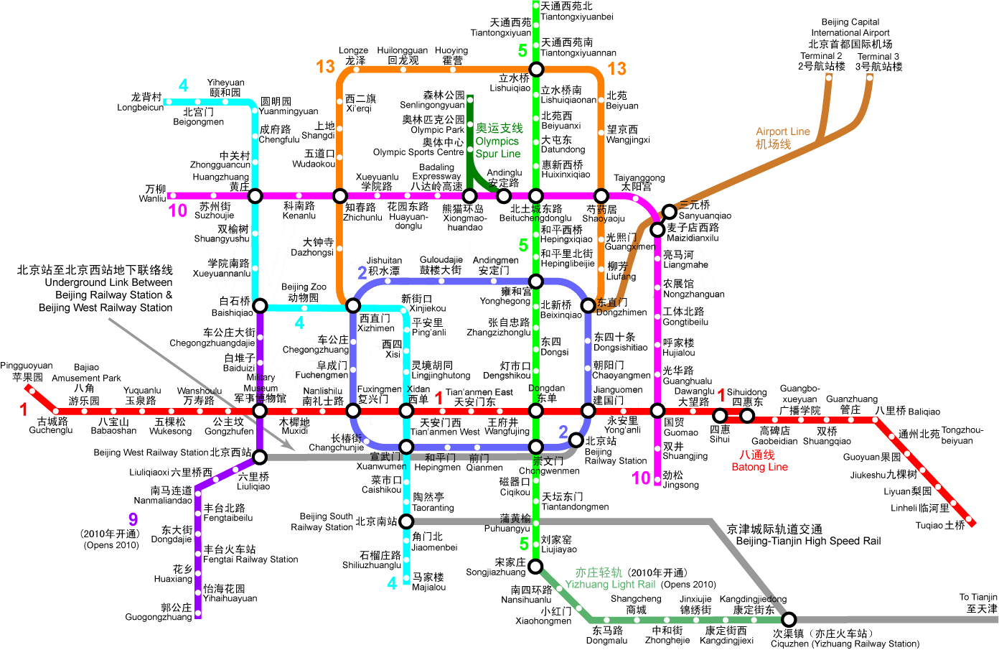 天通西苑北
Tiantongxiyuanbei
天通西苑
Tiantongxiyuan
天通西苑南
Tiantongxiyuannan
5
Beijing Capital
International Airport
北京首都国际机场
Terminal 2
2号航站楼
Terminal 3
3号航站楼
Longze
龙泽
Huilongguan
回龙观
Huoying
霍营
13
13
立水桥
Lishuiqiao
4
Yiheyuan
颐和园
龙背村
Longbeicun
北宫门
Beigongmen
圆明园
Yuanmingyuan
成府路
Chengfulu
中关村
Zhongguancun
Huangzhuang
黄庄
西二旗
Xi'erqi
上地
Shangdi
五道口
Wudaokou
森林公园
Senlingongyuan
奥林匹克公园
Olympic Park
奥体中心
Olympic Sports Centre
奥运支线
Olympics
Spur Line
立水桥南
Lishuiqiaonan
北苑西
Beiyuanxi
大屯东
Datundong
惠新西桥
Huixinxiqiao
北苑
Beiyuan
望京西
Wangjingxi
Airport Line
机场线
万柳
Wanliu
10
苏州街
Suzhoujie
科南路
Kenanlu
知春路
Zhichunlu
Xueyuanlu
学院路
花园东路
Huayuan-
donglu
Badaling
Expressway
八达岭高速
熊猫环岛
Xiongmao-
huandao
Andinglu
安定路
北土城东路
Beituchengdonglu
芍药居
Shaoyaoju
Taiyanggong
太阳宫
三元桥
Sanyuanqiao
麦子店西路
Maizidianxilu
双榆树
Shuangyushu
学院南路
Xueyuannanlu
大钟寺
Dazhongsi
5
和平西桥
Hepingxiqiao
和平里北街
Hepinglibeijie
光熙门
Guangximen
柳芳
Liufang
亮马河
Liangmahe
农展馆
Nongzhanguan
工体北路
Gongtibeilu
呼家楼
Hujialou
光华路
Guanghualu
北京站至北京西站地下联络线
Underground Link Between
Beijing Railway Station &
Beijing West Railway Station
2
Jishuitan
积水潭
Guloudajie
鼓楼大街
Andingmen
安定门
雍和宫
Yonghegong
东直门
Dongzhimen
白石桥
Baishiqiao
Beijing Zoo
动物园
4
西直门
Xizhimen
新街口
Xinjiekou
平安里
Ping'anli
西四
Xisi
灵境胡同
Lingjinghutong
车公庄
Chegongzhuang
阜成门
Fuchengmen
车公庄大街
Chegongzhuangdajie
白堆子
Baiduizi
北新桥
Beixinqiao
张自忠路
Zhangzizhonglu
东四
Dongsi
灯市口
Dengshikou
东四十条
Dongsishitiao
朝阳门
Chaoyangmen
Pingguoyuan
苹果园
1
古城路
Guchenglu
Bajiao
Amusement Park
八角
游乐园
八宝山
Babaoshan
Yuquanlu
玉泉路
五棵松
Wukesong
Wanshoulu
万寿路
公主坟
Gongzhufen
Military
Museum
军事博物馆
木樨地
Muxidi
Nanlishilu
南礼士路
Fuxingmen
复兴门
Xidan
西单
1
天安门西
Tian'anmen West
Tian'anmen East
天安门东
王府井
Wangfujing
Dongdan
东单
Jianguomen
建国门
永安里
Yong'anli
国贸
Guomao
Dawanglu
大望路
1
四惠
Sihui
Sihuidong
四惠东
高碑店
Gaobeidian
Guangbo-
xueyuan
广播学院
双桥
Shuangqiao
Guanzhuang
管庄
八里桥 Baliqiao
通州北苑
Tongzhou-
beiyuan
Guoyuan 果园
Jiukeshu 九棵树
Liyuan 梨园
Linheli 临河里
Tuqiao 土桥
八通线
Batong Line
双井
Shuangjing
10
劲松
Jingsong
2
北京站
Beijing
Railway Station
长椿街
Changchunjie
宣武门
Xuanwumen
和平门
Hepingmen
前门
Qianmen
崇文门
Chongwenmen
Beijing West Railway Station 北京西站
六里桥
Liuliqiao
Liuliqiaoxi 六里桥西
南马连道
Nanmaliandao
9
(2010年开通)
(Opens 2010)
丰台北路
Fengtaibeilu
东大街
Dongdajie
丰台火车站
Fengtai Railway Station
花乡
Huaxiang
怡海花园
Yihaihuayuan
郭公庄
Guogongzhuang
菜市口
Caishikou
陶然亭
Taoranting
Beijing South
Railway Station
北京南站
角门北
Jiaomenbei
石榴庄路
Shiliuzhuanglu
4
马家楼
Majialou
磁器口
Ciqikou
天坛东门
Tiantandongmen
蒲黄榆
Puhuangyu
5
刘家窑
Liujiayao
宋家庄
Songjiazhuang
京津城际轨道交通
Beijing-Tianjin High Speed Rail
亦庄轻轨 (2010年开通)
Yizhuang Light Rail (Opens 2010)
南四环路
Nansihuanlu
小红门
Xiaohongmen
东马路
Dongmalu
Shangcheng
商城
中和街
Zhonghejie
Jinxiujie
锦绣街
康定街西
Kangdingjiexi
Kangdingjiedong
康定街东
次渠镇（亦庄火车站）
Ciquzhen (Yizhuang Railway Station)
To Tianjin
至天津